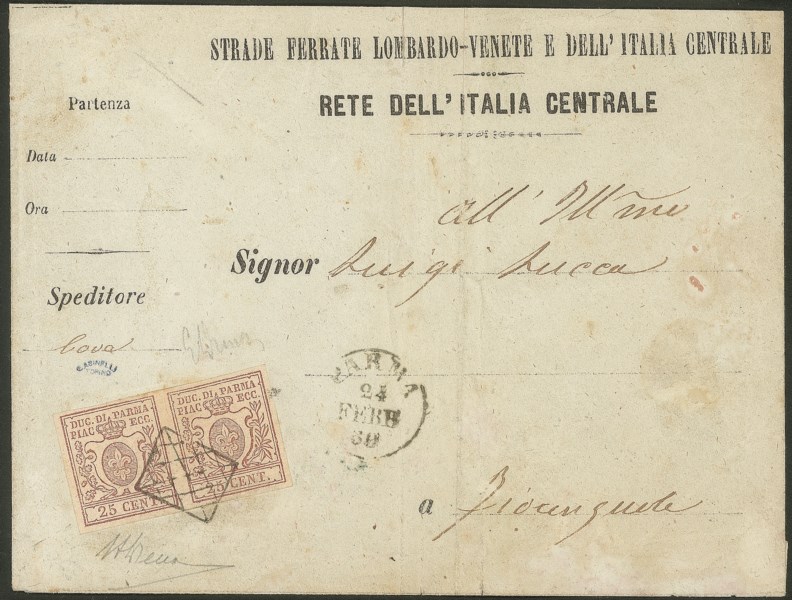 STRADE FERRATE LOMBARDO-VENETE E DELL' ITALIA CENTRALE
RETE DELL'ITALIA CENTRALE
Partenza
Data
Ora
all' Ill mo
Signor Luigi Lucca
Speditore
Cova
PARMA
24
FEBB
60
DUC. DI PARMA
PIAC ECC.
25 CENT.
DUC. DI PARMA
PIAC. ECC.
25 CENT.
a